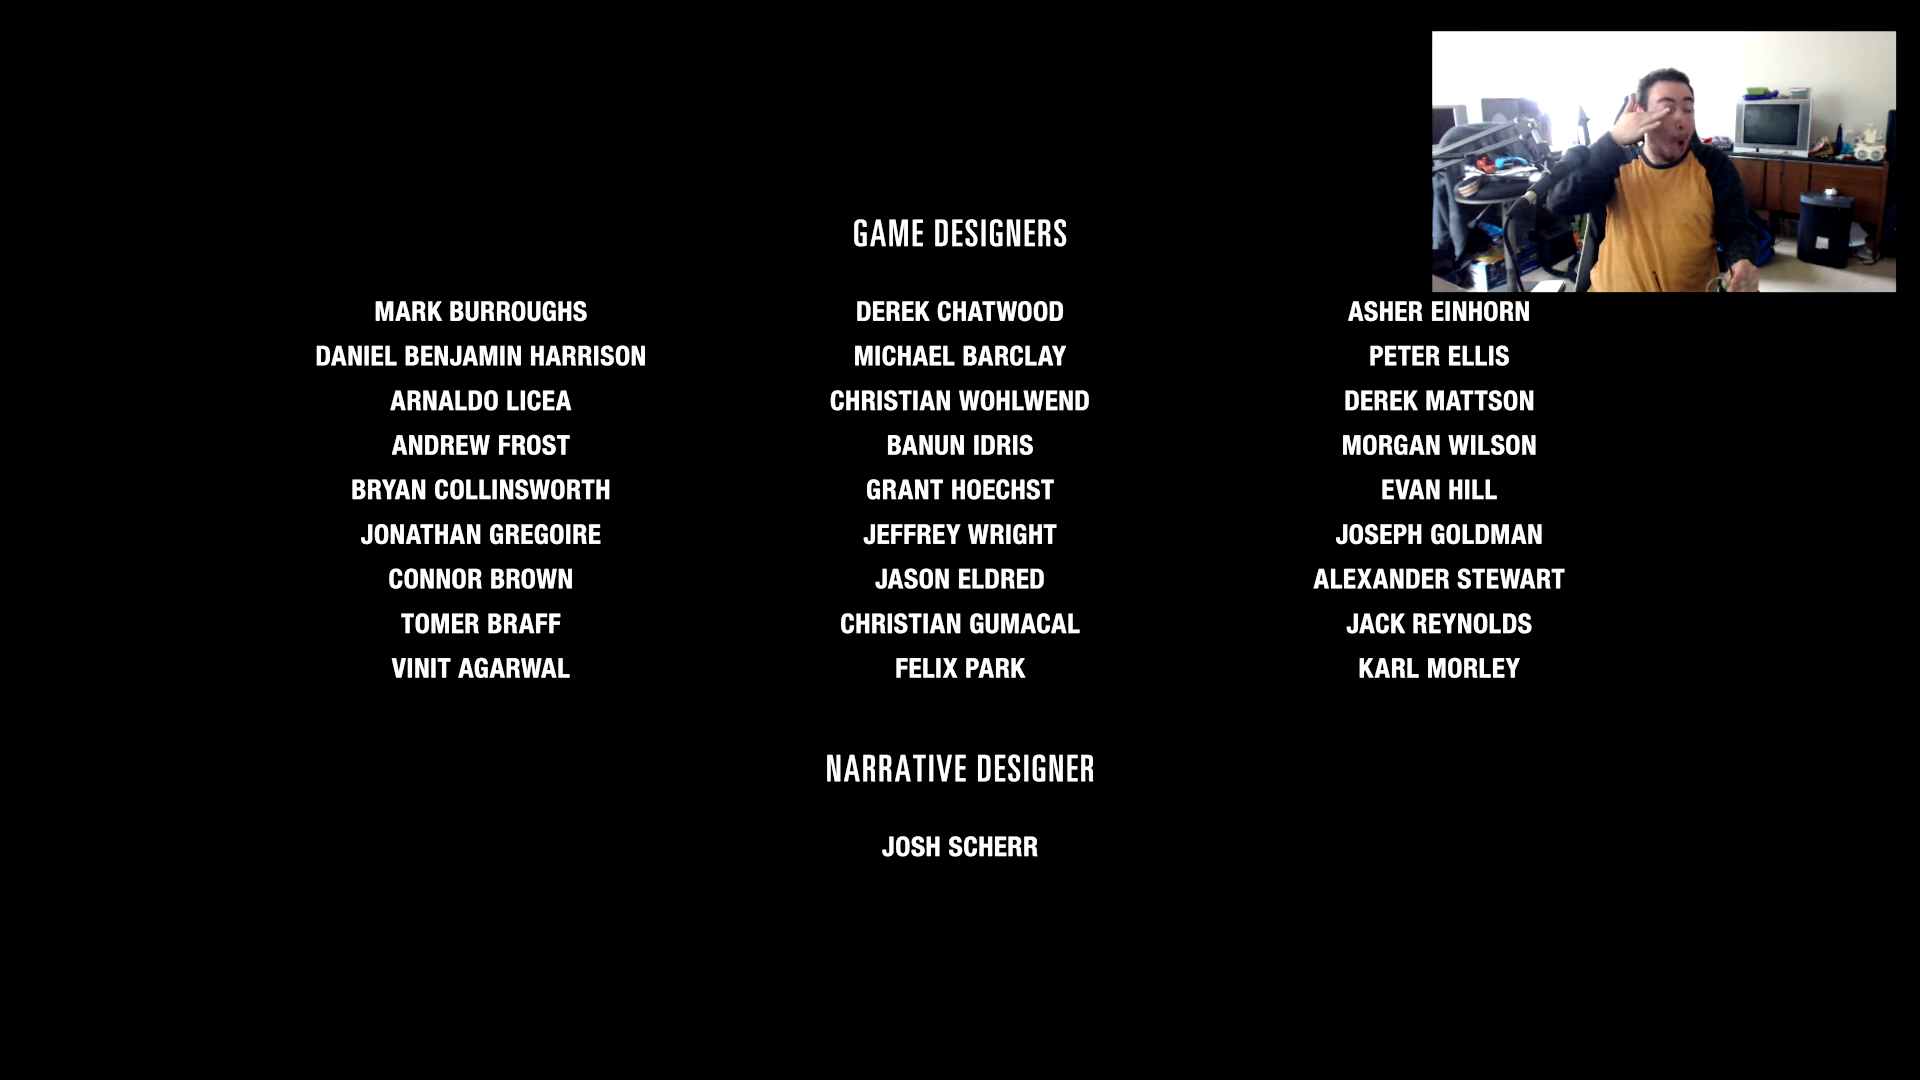 GAME DESIGNERS
MARK BURROUGHS DEREK CHATWOOD ASHER EINHORN
DANIEL BENJAMIN HARRISON MICHAEL BARCLAY PETER ELLIS
ARNALDO LICEA CHRISTIAN WOHLWEND DEREK MATTSON
ANDREW FROST BANUN IDRIS MORGAN WILSON
BRYAN COLLINSWORTH GRANT HOECHST EVAN HILL
JONATHAN GREGOIRE JEFFREY WRIGHT JOSEPH GOLDMAN
CONNOR BROWN JASON ELDRED ALEXANDER STEWART
TOMER BRAFF CHRISTIAN GUMACAL JACK REYNOLDS
VINIT AGARWAL FELIX PARK KARL MORLEY
NARRATIVE DESIGNER
JOSH SCHERR